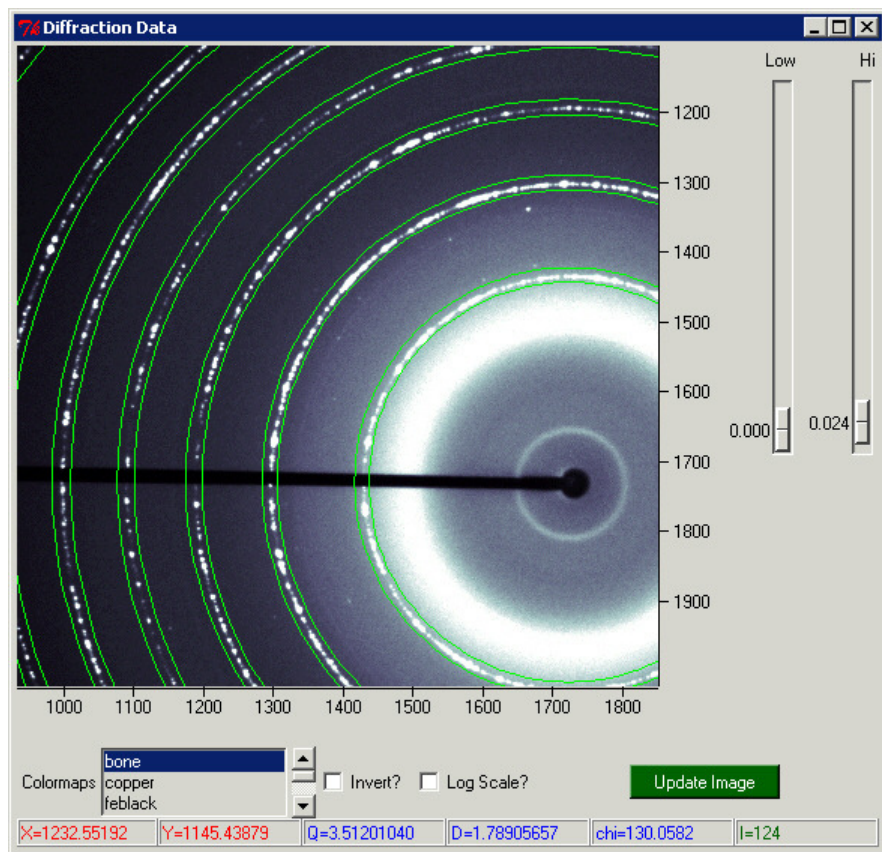 Diffraction Data
Low Hi
1200
1300
1400
1500
1600
0.000 0.024
1700
1800
1900
1000 1100 1200 1300 1400 1500 1600 1700 1800
bone
Colormaps copper Invert? Log Scale? Update Image
feblack
X=1232.55192 Y=1145.43879 Q=3.51201040 D=1.78905657 chi=130.0582 I=124